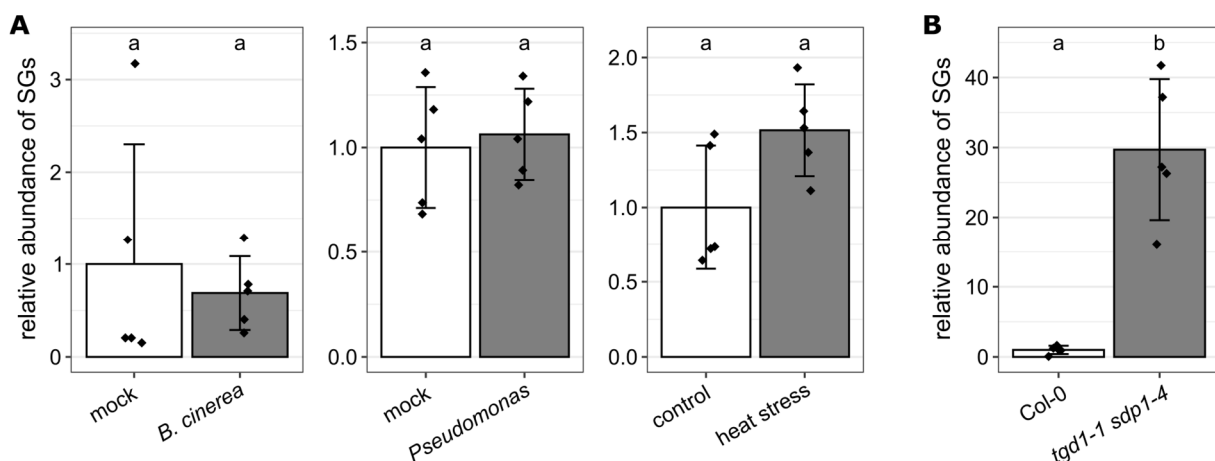 A
B
relative abundance of SGs
a a
3
2
1
0
mock
B. cinerea
a a
1.5
1.0
0.5
0.0
mock
Pseudomonas
a a
2.0
1.5
1.0
0.5
0.0
control
heat stress
relative abundance of SGs
a b
40
30
20
10
0
Col-0
tgd1-1 sdp1-4